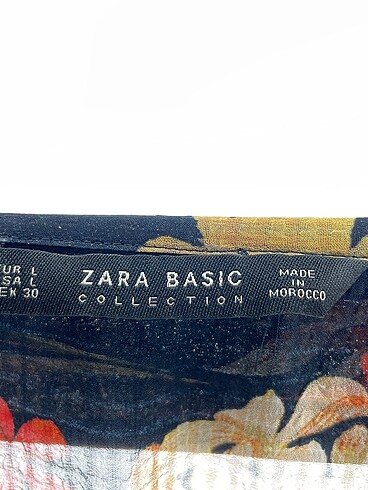 EUR L
USA L
MEX 30
ZARA BASIC
COLLECTION
MADE
IN
MOROCCO